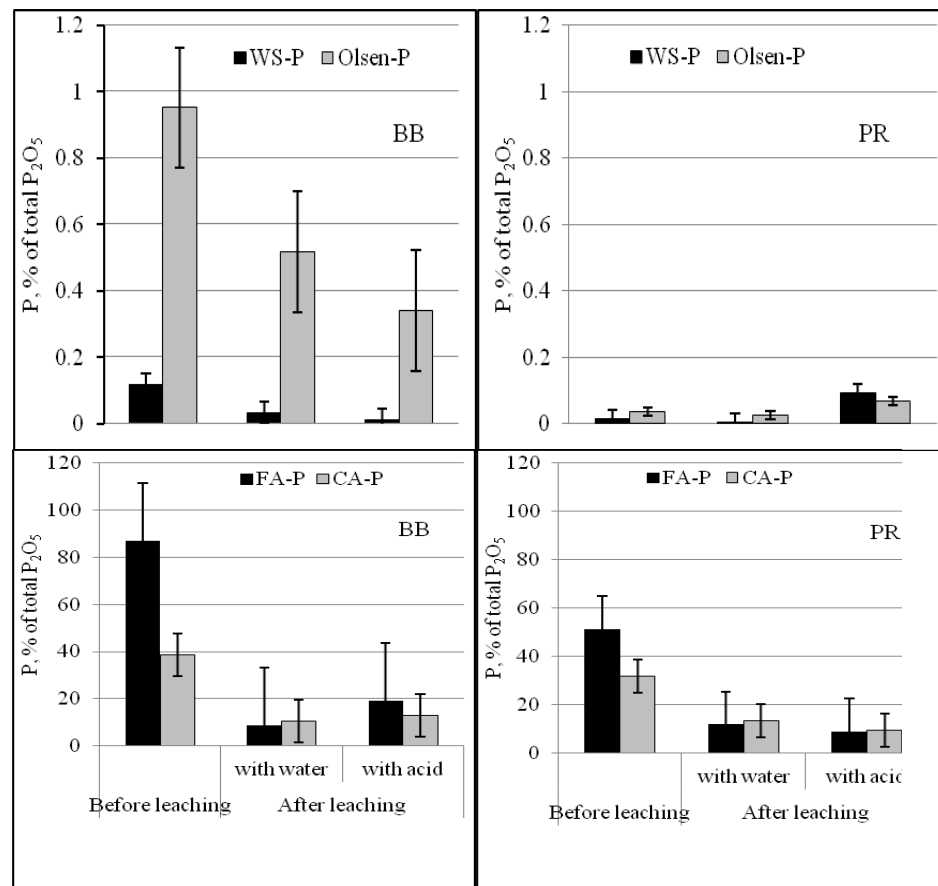 1.2
WS-P Olsen-P
1
BB
0.8
0.6
0.4
0.2
0
P, % of total P₂O₅
1.2
WS-P Olsen-P
1
PR
0.8
0.6
0.4
0.2
0
P, % of total P₂O₅
120
FA-P CA-P
100
BB
80
60
40
20
0
P, % of total P₂O₅
with water with acid
Before leaching After leaching
120
FA-P CA-P
100
PR
80
60
40
20
0
P, % of total P₂O₅
with water with acid
Before leaching After leaching